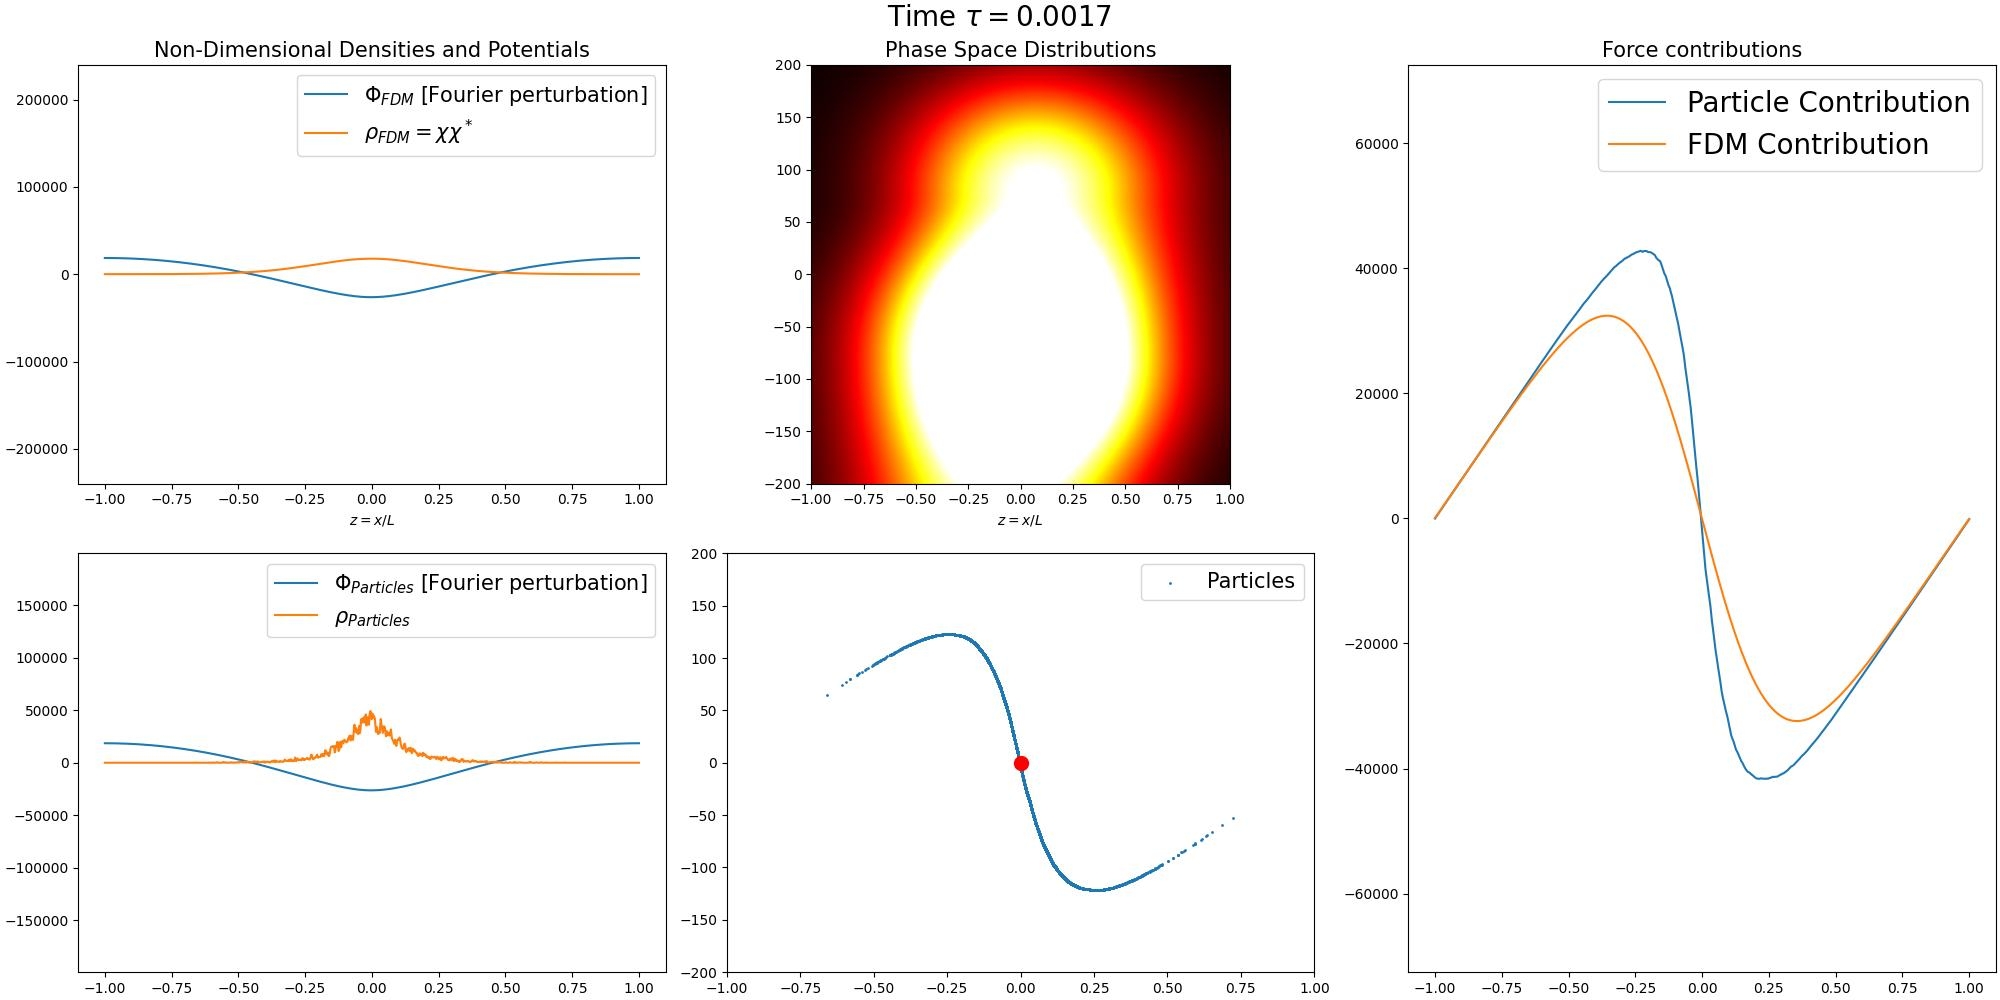 Time τ = 0.0017
Non-Dimensional Densities and Potentials
200000
100000
0
−100000
−200000
Φ_FDM [Fourier perturbation]
ρ_FDM = χχ*
−1.00 −0.75 −0.50 −0.25 0.00 0.25 0.50 0.75 1.00
z = x/L
Phase Space Distributions
200
150
100
50
0
−50
−100
−150
−200
−1.00 −0.75 −0.50 −0.25 0.00 0.25 0.50 0.75 1.00
z = x/L
Force contributions
Particle Contribution
FDM Contribution
60000
40000
20000
0
−20000
−40000
−60000
−1.00 −0.75 −0.50 −0.25 0.00 0.25 0.50 0.75 1.00
Φ_Particles [Fourier perturbation]
ρ_Particles
150000
100000
50000
0
−50000
−100000
−150000
−1.00 −0.75 −0.50 −0.25 0.00 0.25 0.50 0.75 1.00
Particles
200
150
100
50
0
−50
−100
−150
−200
−1.00 −0.75 −0.50 −0.25 0.00 0.25 0.50 0.75 1.00